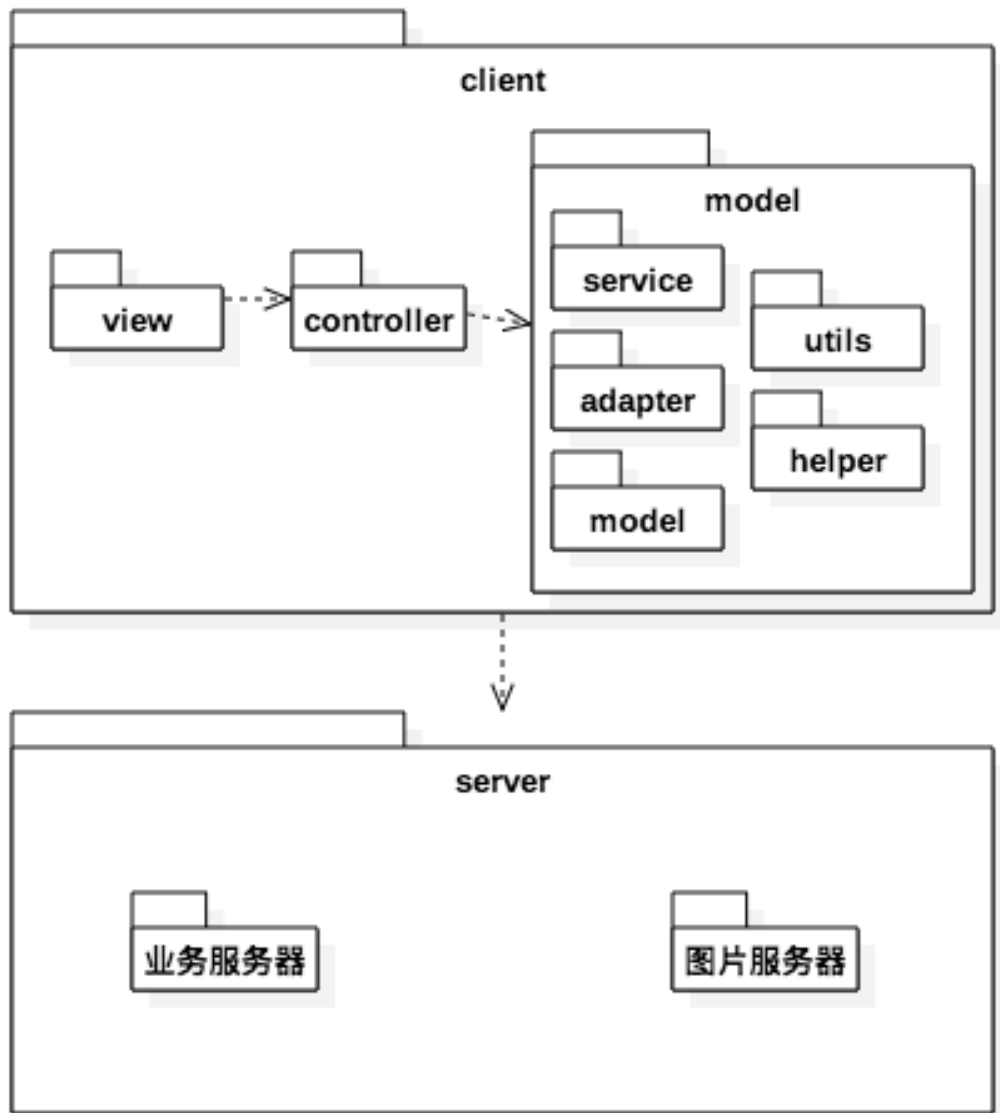 client
model
service
view
controller
utils
adapter
helper
model
server
业务服务器
图片服务器